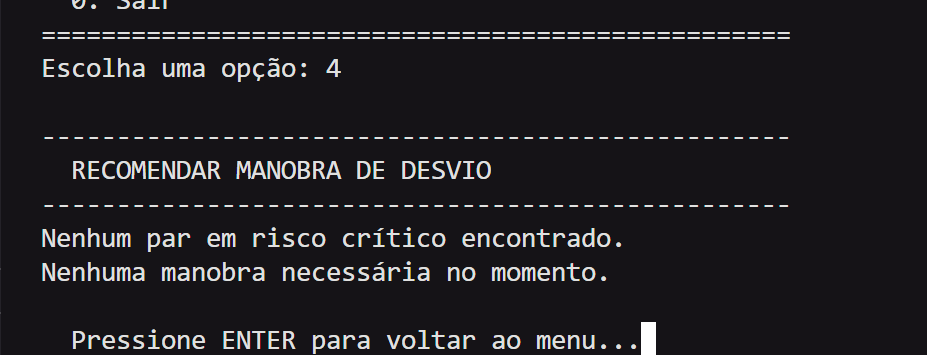 0. Sair
==================================================
Escolha uma opção: 4
--------------------------------------------------
RECOMENDAR MANOBRA DE DESVIO
--------------------------------------------------
Nenhum par em risco crítico encontrado.
Nenhuma manobra necessária no momento.
Pressione ENTER para voltar ao menu...